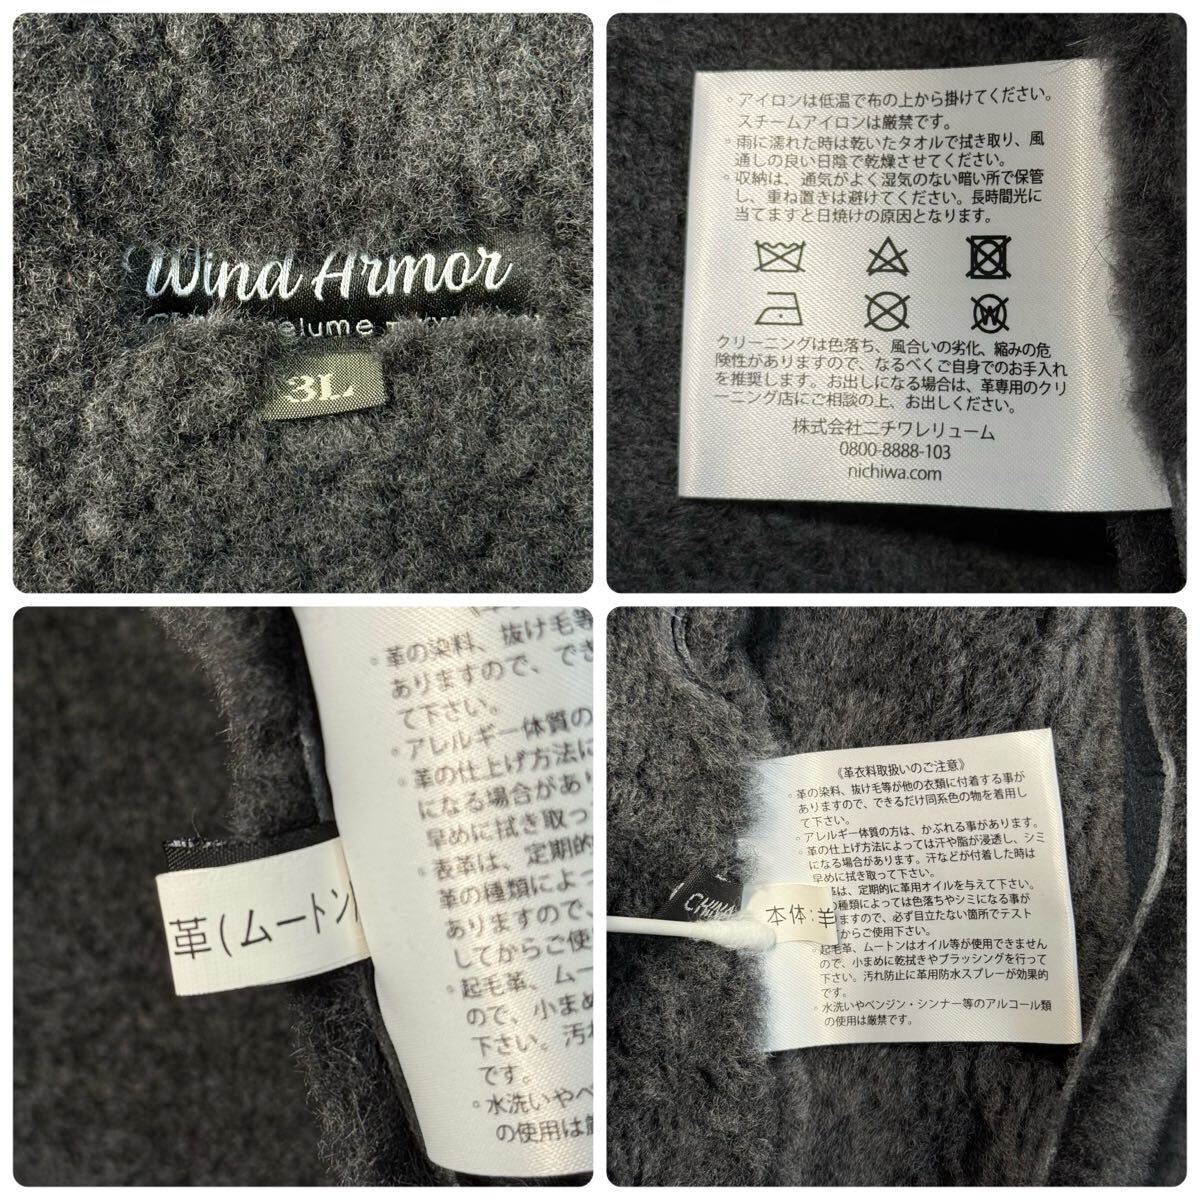 Wind Armor
3L
。アイロンは低温で布の上から掛けてください。
スチームアイロンは厳禁です。
。雨に濡れた時は乾いたタオルで拭き取り、風
通しの良い日陰で乾燥させてください。
。収納は、通気がよく湿気のない暗い所で保管
し、重ね置きは避けてください。長時間光に
当てますと日焼けの原因となります。
W
クリーニングは色落ち、風合いの劣化、縮みの危
険性がありますので、なるべくご自身でのお手入れ
を推奨します。お出しになる場合は、革専用のクリ
ーニング店にご相談の上、お出しください。
株式会社ニチワレリューム
0800-8888-103
nichiwa.com
。革の染料、抜け毛等
ありますので、でき
て下さい。
。アレルギー体質の
。革の仕上げ方法に
になる場合があり
早めに拭き取っ
。表革は、定期的
革の種類によっ
ありますので、
してからご使用
。起毛革、ムー
ので、小まめ
下さい。汚れ
です。
。水洗いやベ
の使用は厳
革(ムートン)
《革衣料取扱いのご注意》
。革の染料、抜け毛等が他の衣類に付着する事が
ありますので、できるだけ同系色の物を着用し
て下さい。
。アレルギー体質の方は、かぶれる事があります。
。革の仕上げ方法によっては汗や脂が浸透し、シミ
になる場合があります。汗などが付着した時は
早めに拭き取って下さい。
革は、定期的に革用オイルを与えて下さい。
の種類によっては色落ちやシミになる事が
ますので、必ず目立たない箇所でテスト
からご使用下さい。
。起毛革、ムートンはオイル等が使用できません
ので、小まめに乾拭きやブラッシングを行って
下さい。汚れ防止に革用防水スプレーが効果的
です。
。水洗いやベンジン・シンナー等のアルコール類
の使用は厳禁です。
CHINA
本体:羊